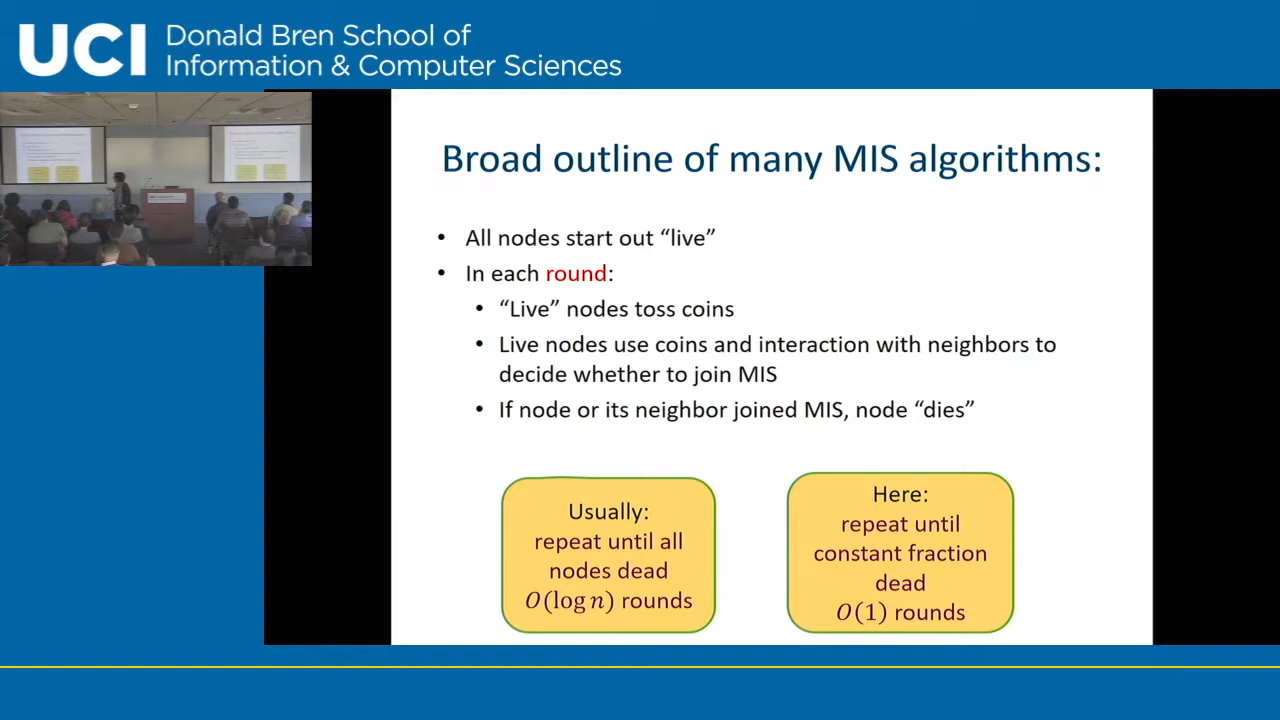 UCI Donald Bren School of
Information & Computer Sciences
Broad outline of many MIS algorithms:
• All nodes start out “live”
• In each round:
• “Live” nodes toss coins
• Live nodes use coins and interaction with neighbors to
decide whether to join MIS
• If node or its neighbor joined MIS, node “dies”
Usually:
repeat until all
nodes dead
O(log n) rounds
Here:
repeat until
constant fraction
dead
O(1) rounds